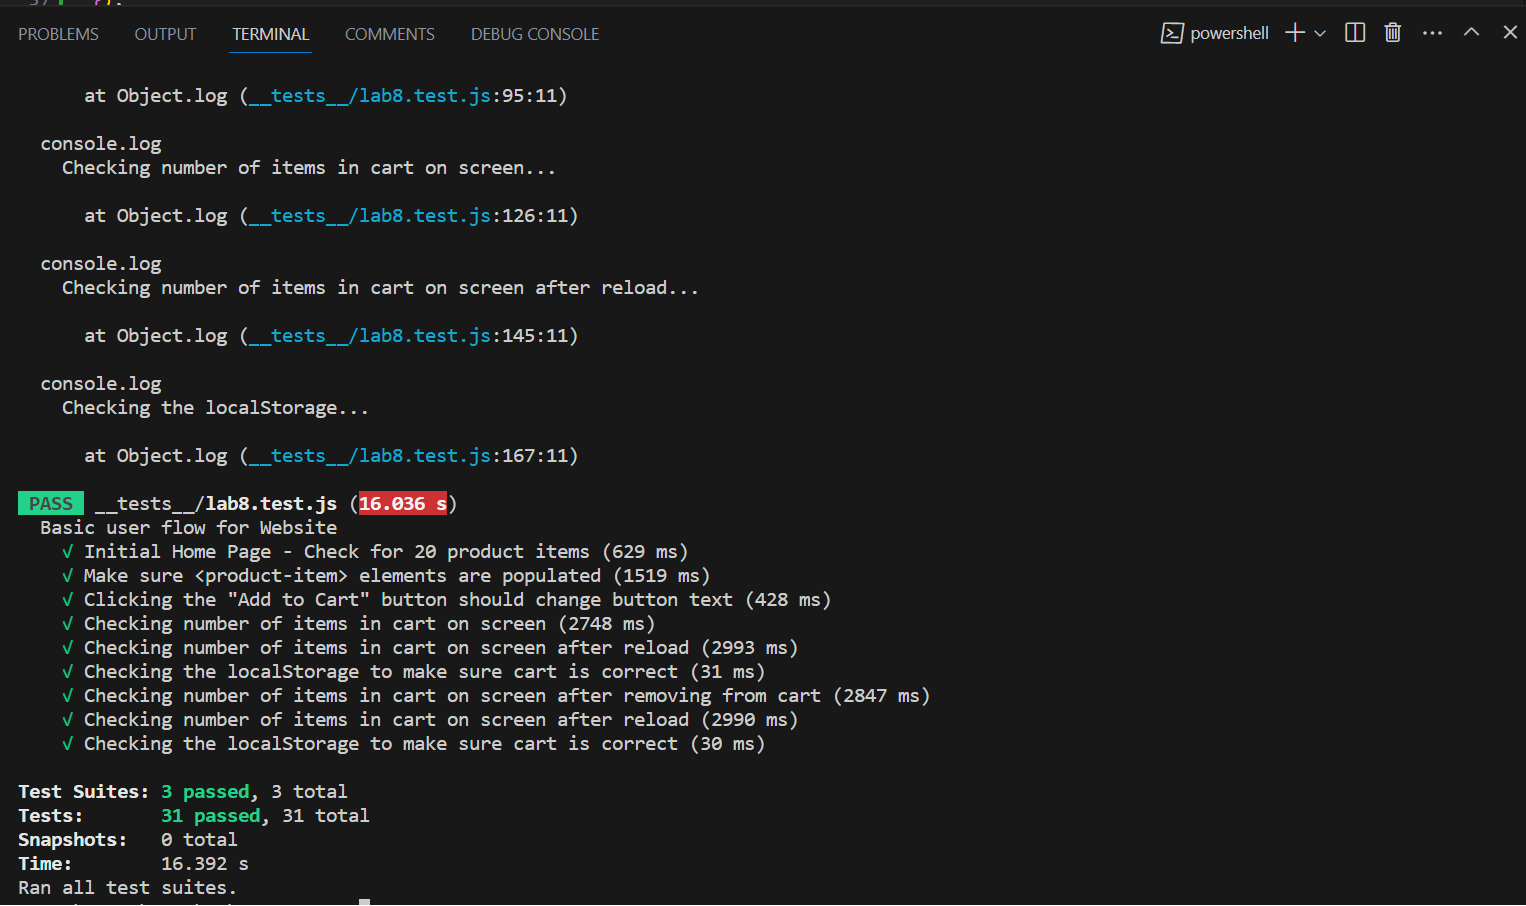 PROBLEMS OUTPUT TERMINAL COMMENTS DEBUG CONSOLE powershell
at Object.log (__tests__/lab8.test.js:95:11)
console.log
Checking number of items in cart on screen...
at Object.log (__tests__/lab8.test.js:126:11)
console.log
Checking number of items in cart on screen after reload...
at Object.log (__tests__/lab8.test.js:145:11)
console.log
Checking the localStorage...
at Object.log (__tests__/lab8.test.js:167:11)
PASS __tests__/lab8.test.js (16.036 s)
Basic user flow for Website
√ Initial Home Page - Check for 20 product items (629 ms)
√ Make sure <product-item> elements are populated (1519 ms)
√ Clicking the "Add to Cart" button should change button text (428 ms)
√ Checking number of items in cart on screen (2748 ms)
√ Checking number of items in cart on screen after reload (2993 ms)
√ Checking the localStorage to make sure cart is correct (31 ms)
√ Checking number of items in cart on screen after removing from cart (2847 ms)
√ Checking number of items in cart on screen after reload (2990 ms)
√ Checking the localStorage to make sure cart is correct (30 ms)
Test Suites: 3 passed, 3 total
Tests: 31 passed, 31 total
Snapshots: 0 total
Time: 16.392 s
Ran all test suites.